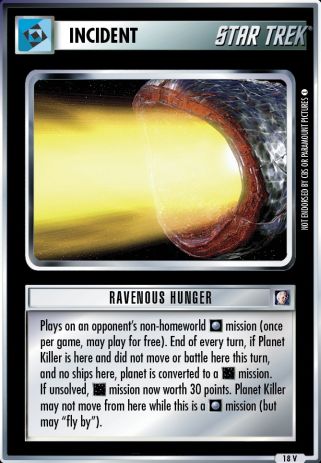 INCIDENT
STAR TREK®
NOT ENDORSED BY CBS OR PARAMOUNT PICTURES
RAVENOUS HUNGER
Plays on an opponent's non-homeworld mission (once
per game, may play for free). End of every turn, if Planet
Killer is here and did not move or battle here this turn,
and no ships here, planet is converted to a mission.
If unsolved, mission now worth 30 points. Planet Killer
may not move from here while this is a mission (but
may "fly by").
18 V